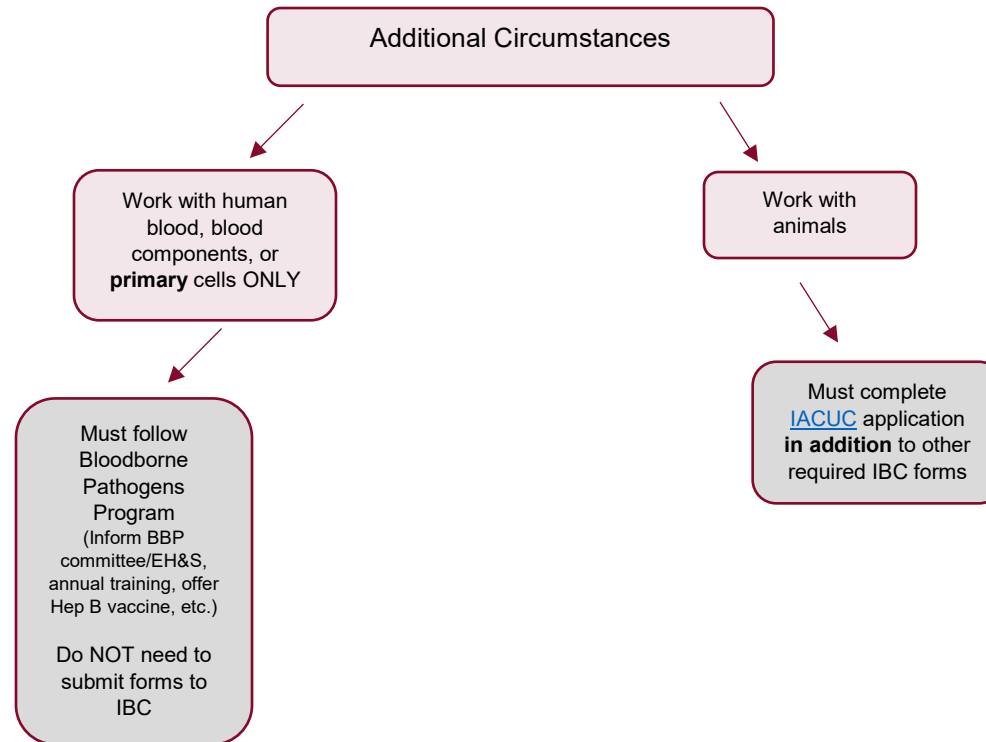 Additional Circumstances
Work with human
blood, blood
components, or
primary cells ONLY
Work with
animals
Must follow
Bloodborne
Pathogens
Program
(Inform BBP
committee/EH&S,
annual training, offer
Hep B vaccine, etc.)
Do NOT need to
submit forms to
IBC
Must complete
IACUC application
in addition to other
required IBC forms